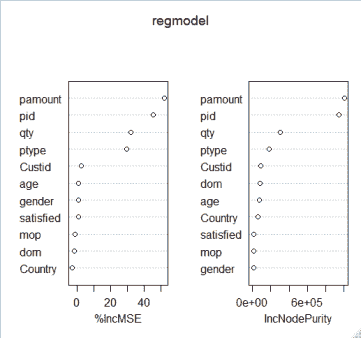 regmodel
pamount
pid
qty
ptype
Custid
age
gender
satisfied
mop
dom
Country
0 20 40
%IncMSE
pamount
pid
qty
ptype
Custid
dom
age
Country
satisfied
mop
gender
0e+00 6e+05
IncNodePurity